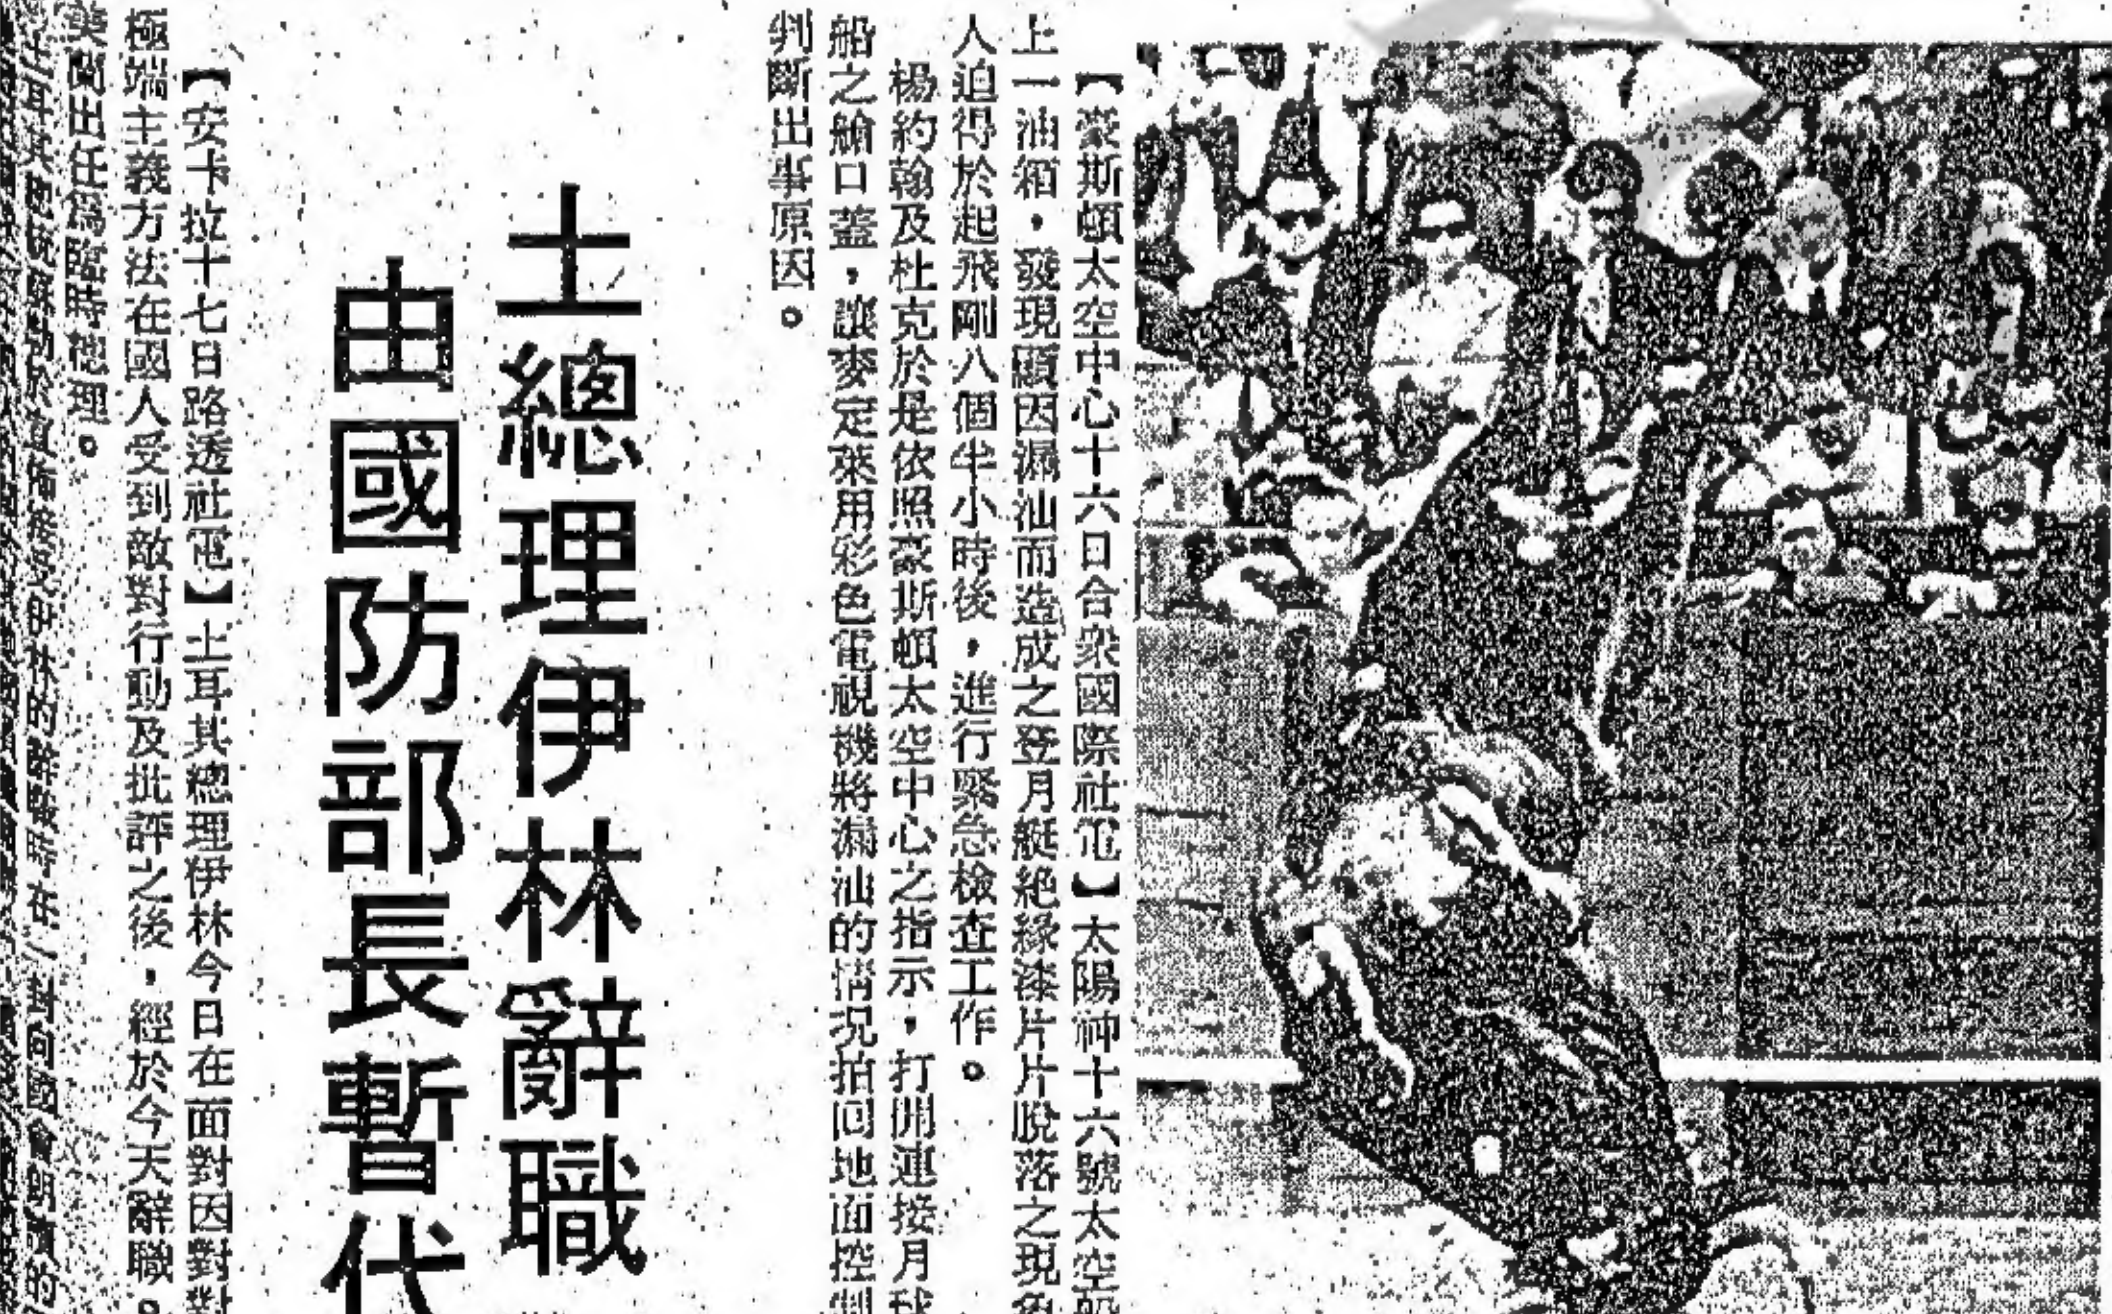 【豪斯頓太空中心十六日合衆國際社電】太陽神十六號太空
上一油箱，發現顯因漏油而造成之登月艇絕緣漆片片脫落之現
人迫得於起飛剛八個半小時後，進行緊急檢查工作。
楊約翰及杜克於是依照豪斯頓太空中心之指示，打開連接月球
船之艙口蓋，讓麥定萊用彩色電視機將漏油的情况拍回地面控制
判斷出事原因。
土總理伊林辭職
由國防部長暫代
【安卡拉十七日路透社電】土耳其總理伊林今日在面對因對
極端主義方法在國人受到敵對行動及批評之後，經於今天辭職。
出任爲臨時總理。